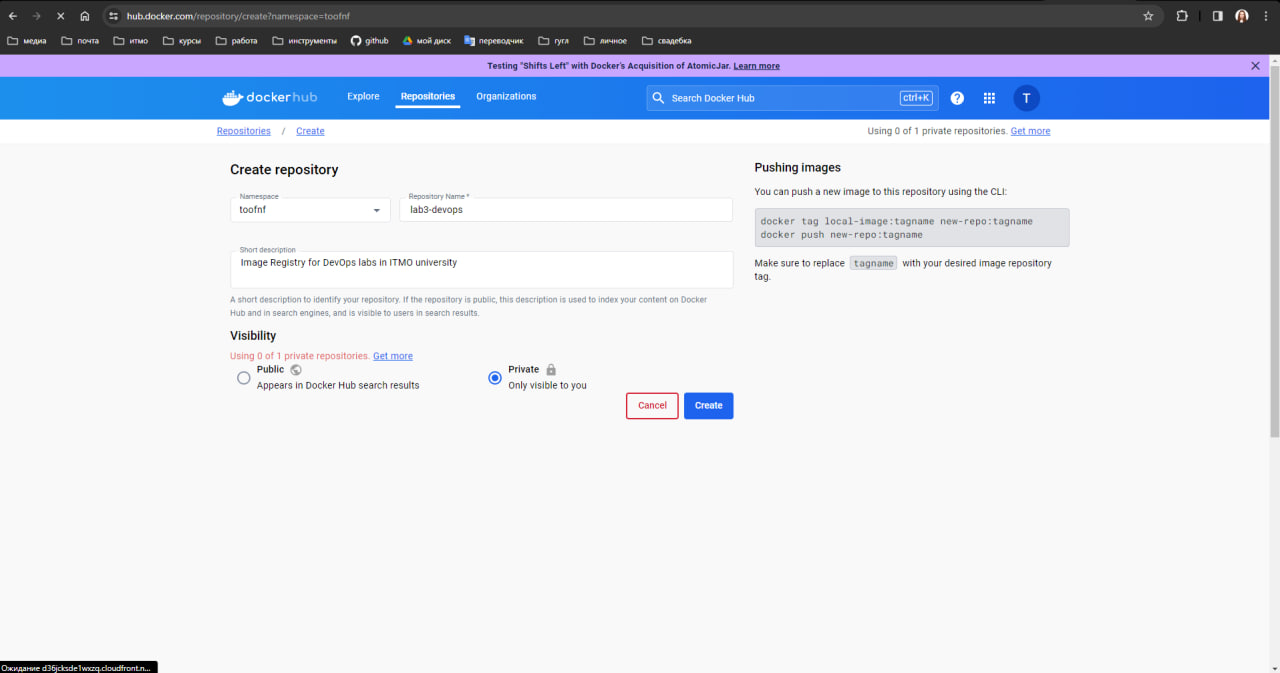 hub.docker.com/repository/create?namespace=toofnf
медиа почта итмо курсы работа инструменты github мой диск переводчик гугл личное свадебка
Testing "Shifts Left" with Docker's Acquisition of AtomicJar. Learn more
dockerhub Explore Repositories Organizations Search Docker Hub ctrl+K ? T
Repositories / Create Using 0 of 1 private repositories. Get more
Create repository
Namespace
toofnf
Repository Name *
lab3-devops
Short description
Image Registry for DevOps labs in ITMO university
A short description to identify your repository. If the repository is public, this description is used to index your content on Docker
Hub and in search engines, and is visible to users in search results.
Visibility
Using 0 of 1 private repositories. Get more
Public
Appears in Docker Hub search results
Private
Only visible to you
Cancel Create
Pushing images
You can push a new image to this repository using the CLI:
docker tag local-image:tagname new-repo:tagname
docker push new-repo:tagname
Make sure to replace tagname with your desired image repository
tag.
Ожидание d36jcksde1wxzq.cloudfront.n...